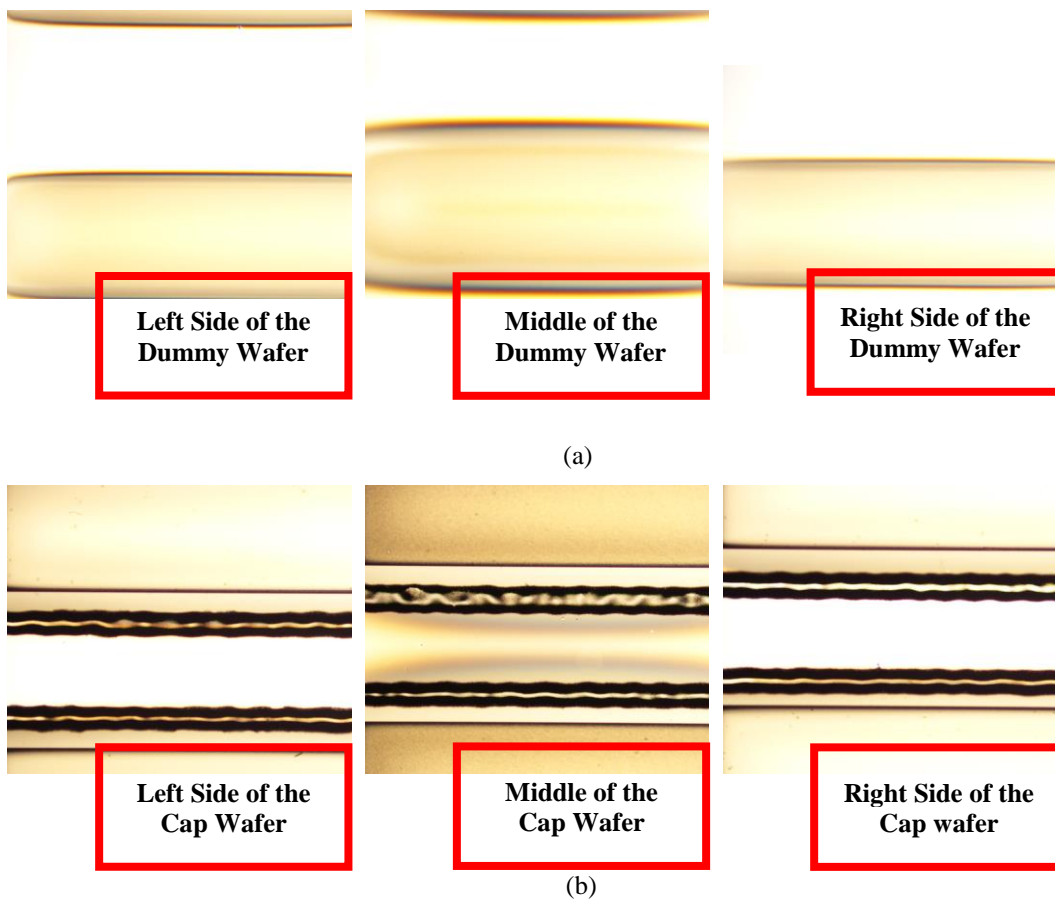 Left Side of the
Dummy Wafer
Middle of the
Dummy Wafer
Right Side of the
Dummy Wafer
(a)
Left Side of the
Cap Wafer
Middle of the
Cap Wafer
Right Side of the
Cap wafer
(b)